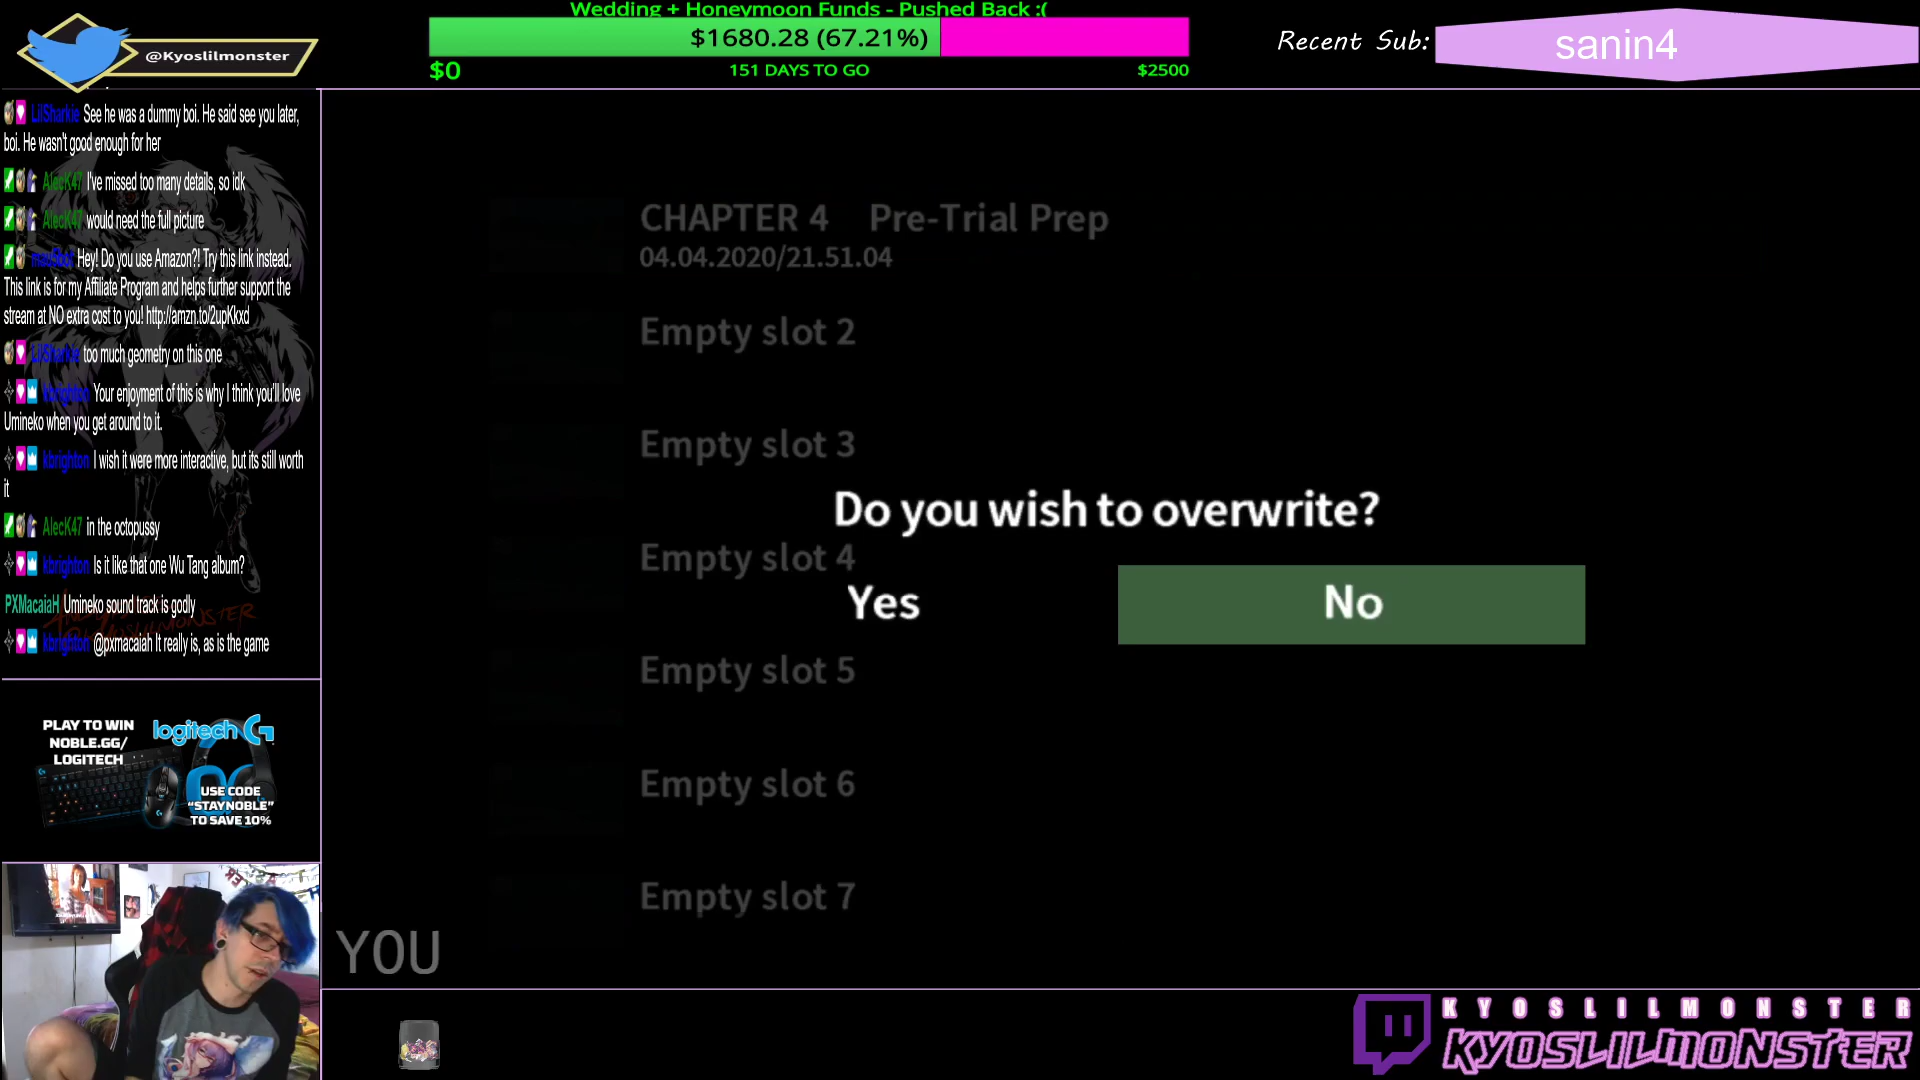 Wedding + Honeymoon Funds - Pushed Back :(
$1680.28 (67.21%)
$0
151 DAYS TO GO
$2500
@Kyoslilmonster
Recent Sub:
sanin4
LilSharkie See he was a dummy boi. He said see you later,
boi. He wasn't good enough for her
AlecK47 I've missed too many details, so idk
AlecK47 would need the full picture
Hey! Do you use Amazon?! Try this link instead.
This link is for my Affiliate Program and helps further support the
stream at NO extra cost to you! http://amzn.to/2upKkxd
LilSharkie too much geometry on this one
kbrighton Your enjoyment of this is why I think you'll love
Umineko when you get around to it.
kbrighton I wish it were more interactive, but its still worth
it
AlecK47 in the octopussy
kbrighton Is it like that one Wu Tang album?
PXMacaiaH Umineko sound track is godly
kbrighton @pxmacaiah It really is, as is the game
PLAY TO WIN
NOBLE.GG/
LOGITECH
logitech G
USE CODE
"STAYNOBLE"
TO SAVE 10%
CHAPTER 4 Pre-Trial Prep
04.04.2020/21.51.04
Empty slot 2
Empty slot 3
Do you wish to overwrite?
Empty slot 4
Yes
No
Empty slot 5
Empty slot 6
Empty slot 7
YOU
KYOSLILMONSTER
KYOSLILMONSTER